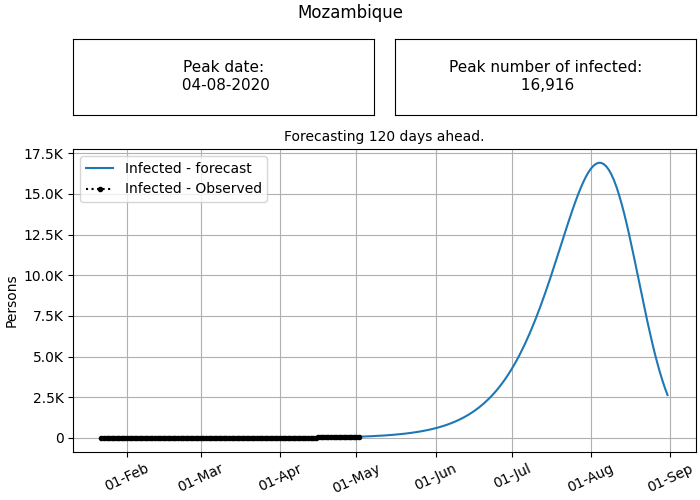 Mozambique
Peak date:
04-08-2020
Peak number of infected:
16,916
Forecasting 120 days ahead.
17.5K
15.0K
12.5K
10.0K
7.5K
5.0K
2.5K
0
Persons
Infected - forecast
Infected - Observed
01-Feb
01-Mar
01-Apr
01-May
01-Jun
01-Jul
01-Aug
01-Sep